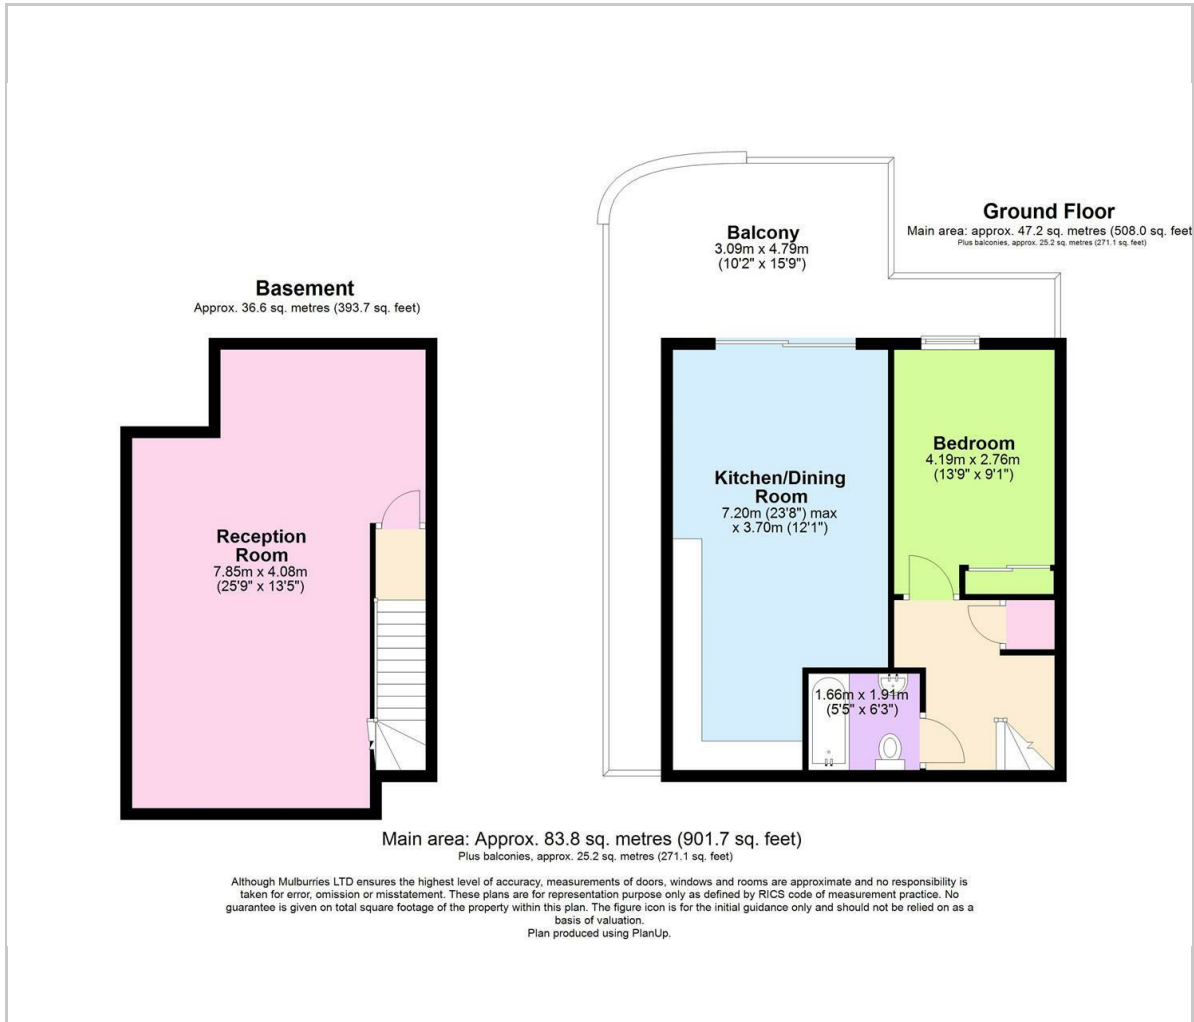 Basement
Approx. 36.6 sq. metres (393.7 sq. feet)
Reception
Room
7.85m x 4.08m
(25'9" x 13'5")
Ground Floor
Main area: approx. 47.2 sq. metres (508.0 sq. feet
Plus balconies, approx. 25.2 sq. metres (271.1 sq. feet)
Balcony
3.09m x 4.79m
(10'2" x 15'9")
Kitchen/Dining
Room
7.20m (23'8") max
x 3.70m (12'1")
Bedroom
4.19m x 2.76m
(13'9" x 9'1")
1.66m x 1.91m
(5'5" x 6'3")
Main area: Approx. 83.8 sq. metres (901.7 sq. feet)
Plus balconies, approx. 25.2 sq. metres (271.1 sq. feet)
Although Mulburries LTD ensures the highest level of accuracy, measurements of doors, windows and rooms are approximate and no responsibility is
taken for error, omission or misstatement. These plans are for representation purpose only as defined by RICS code of measurement practice. No
guarantee is given on total square footage of the property within this plan. The figure icon is for the initial guidance only and should not be relied on as a
basis of valuation.
Plan produced using PlanUp.